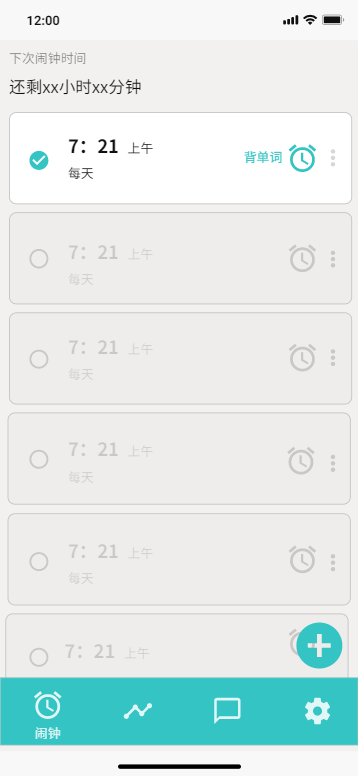 12:00
下次闹钟时间
还剩xx小时xx分钟
7：21 上午
每天
背单词
7：21 上午
每天
7：21 上午
每天
7：21 上午
每天
7：21 上午
每天
7：21 上午
闹钟